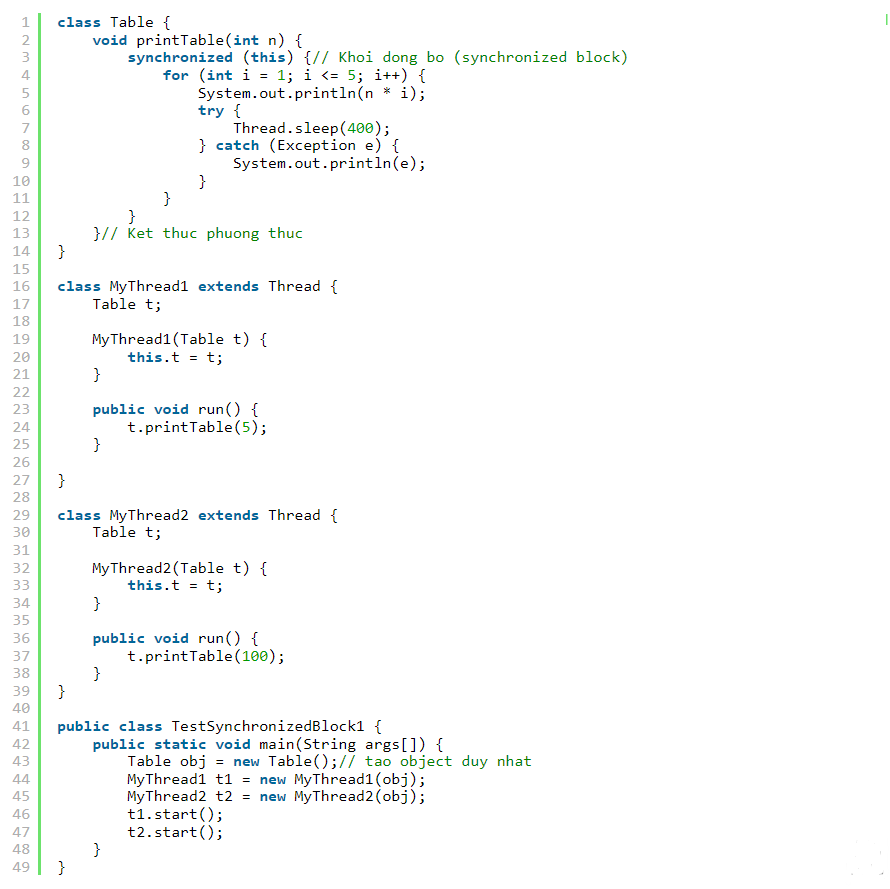 1 class Table {
2     void printTable(int n) {
3         synchronized (this) {// Khoi dong bo (synchronized block)
4             for (int i = 1; i <= 5; i++) {
5                 System.out.println(n * i);
6                 try {
7                     Thread.sleep(400);
8                 } catch (Exception e) {
9                     System.out.println(e);
10                 }
11             }
12         }
13     }// Ket thuc phuong thuc
14 }
15
16 class MyThread1 extends Thread {
17     Table t;
18
19     MyThread1(Table t) {
20         this.t = t;
21     }
22
23     public void run() {
24         t.printTable(5);
25     }
26
27 }
28
29 class MyThread2 extends Thread {
30     Table t;
31
32     MyThread2(Table t) {
33         this.t = t;
34     }
35
36     public void run() {
37         t.printTable(100);
38     }
39 }
40
41 public class TestSynchronizedBlock1 {
42     public static void main(String args[]) {
43         Table obj = new Table();// tao object duy nhat
44         MyThread1 t1 = new MyThread1(obj);
45         MyThread2 t2 = new MyThread2(obj);
46         t1.start();
47         t2.start();
48     }
49 }